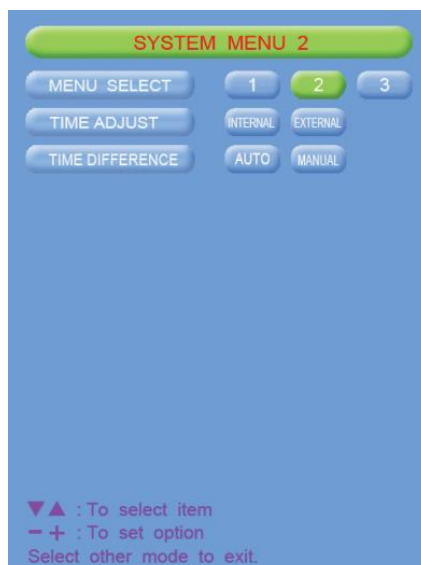 SYSTEM MENU 2
MENU SELECT 1 2 3
TIME ADJUST INTERNAL EXTERNAL
TIME DIFFERENCE AUTO MANUAL
▼▲ : To select item
− + : To set option
Select other mode to exit.